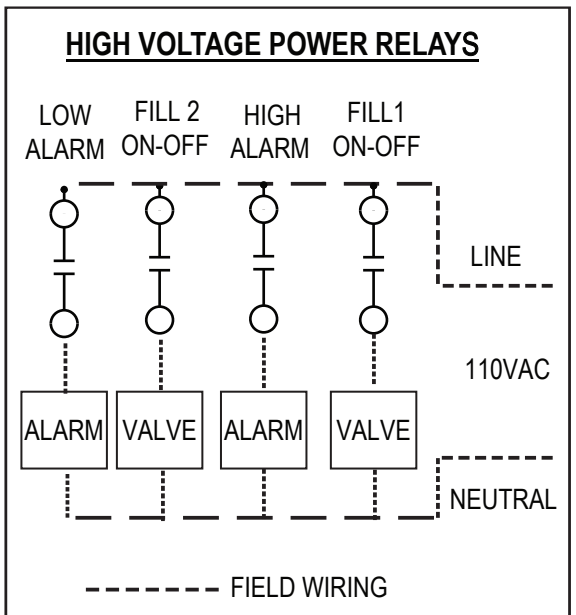 HIGH VOLTAGE POWER RELAYS
LOW ALARM
FILL 2 ON-OFF
HIGH ALARM
FILL1 ON-OFF
LINE
110VAC
ALARM
VALVE
ALARM
VALVE
NEUTRAL
FIELD WIRING